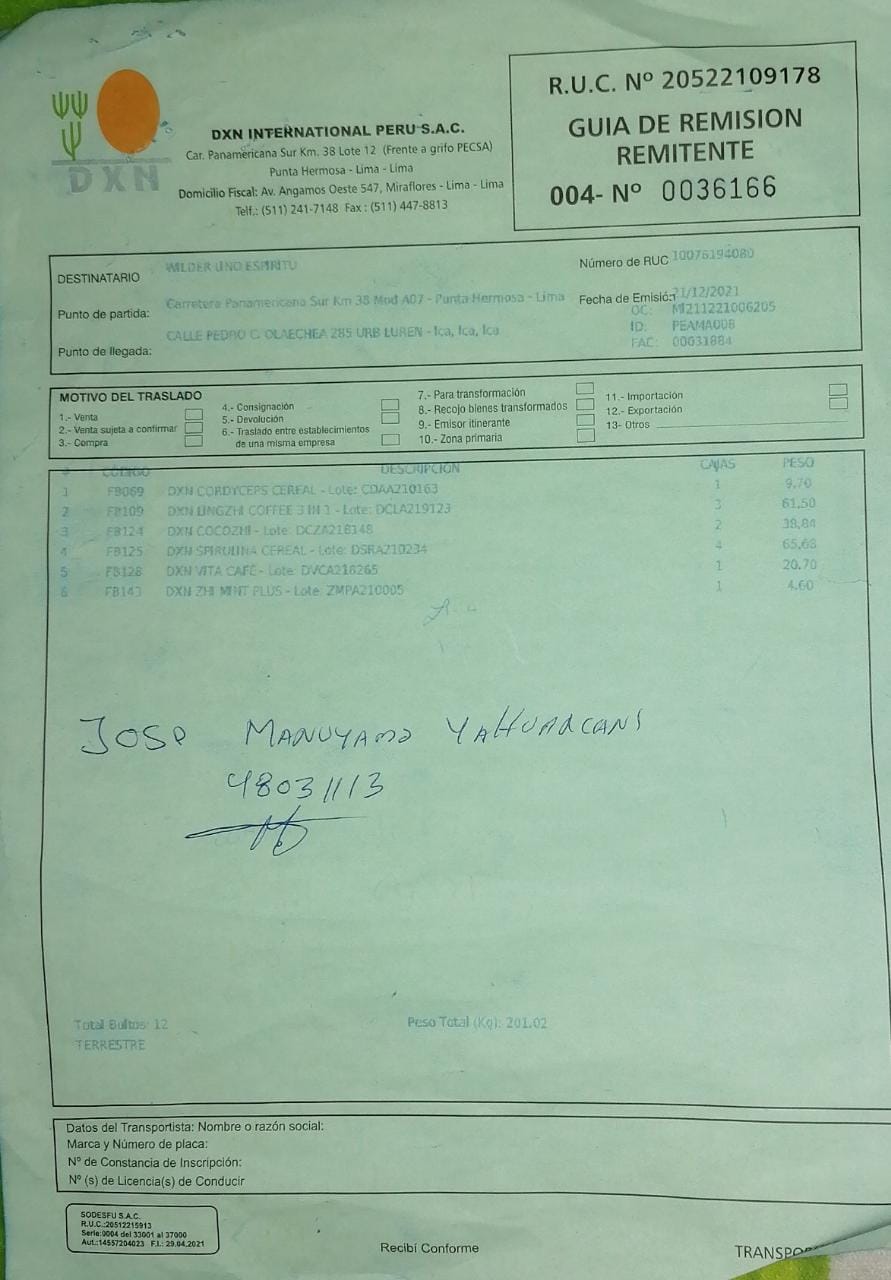 DXN
DXN INTERNATIONAL PERU S.A.C.
Car. Panamericana Sur Km. 38 Lote 12 (Frente a grifo PECSA)
Punta Hermosa - Lima - Lima
Domicilio Fiscal: Av. Angamos Oeste 547, Miraflores - Lima - Lima
Telf.: (511) 241-7148 Fax : (511) 447-8813
R.U.C. Nº 20522109178
GUIA DE REMISION
REMITENTE
004- Nº 0036166
DESTINATARIO WILDER UNO ESPIRITU
Número de RUC 10076194080
Punto de partida: Carretera Panamericana Sur Km 38 Mod A07 - Punta Hermosa - Lima
Fecha de Emisión 21/12/2021
OC: MI211221006205
Punto de llegada: CALLE PEDRO C. OLAECHEA 285 URB LUREN - Ica, Ica, Ica
ID: PEAMA008
FAC: 00031884
MOTIVO DEL TRASLADO
1.- Venta
2.- Venta sujeta a confirmar
3.- Compra
4.- Consignación
5.- Devolución
6.- Traslado entre establecimientos
de una misma empresa
7.- Para transformación
8.- Recojo bienes transformados
9.- Emisor itinerante
10.- Zona primaria
11.- Importación
12.- Exportación
13- Otros
# CÓDIGO DESCRIPCIÓN CAJAS PESO
1 FB069 DXN CORDYCEPS CEREAL - Lote: CDAA210163 1 9.70
2 FB109 DXN LINGZHI COFFEE 3 IN 1 - Lote: DCLA219123 3 61.50
3 FB124 DXN COCOZHI - Lote: DCZA218148 2 38.84
4 FB125 DXN SPIRULINA CEREAL - Lote: DSRA210234 4 65.68
5 FB128 DXN VITA CAFÉ - Lote: DVCA218265 1 20.70
6 FB143 DXN ZHI MINT PLUS - Lote: ZMPA210005 1 4.60
JOSE MANUYAMA YAHUARCANI
48031113
Total Bultos: 12 Peso Total (Kg): 201.02
TERRESTRE
Datos del Transportista: Nombre o razón social:
Marca y Número de placa:
Nº de Constancia de Inscripción:
Nº (s) de Licencia(s) de Conducir
SODESFU S.A.C.
R.U.C.:20512215913
Serie:0004 del 33001 al 37000
Aut.:14557204023 F.I.: 29.04.2021
Recibí Conforme